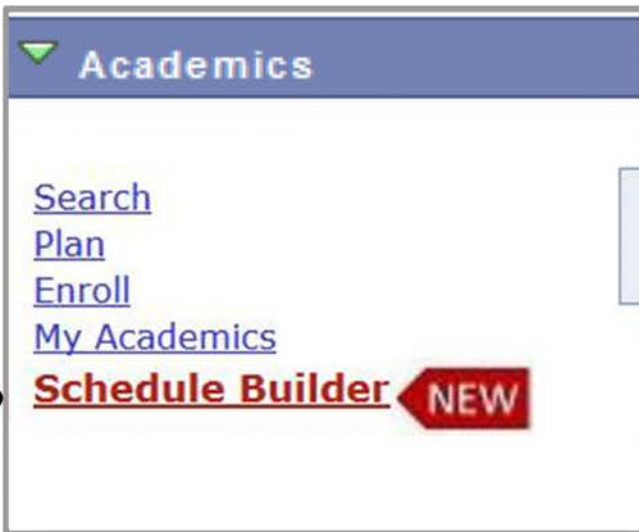 Academics
Search
Plan
Enroll
My Academics
Schedule Builder NEW